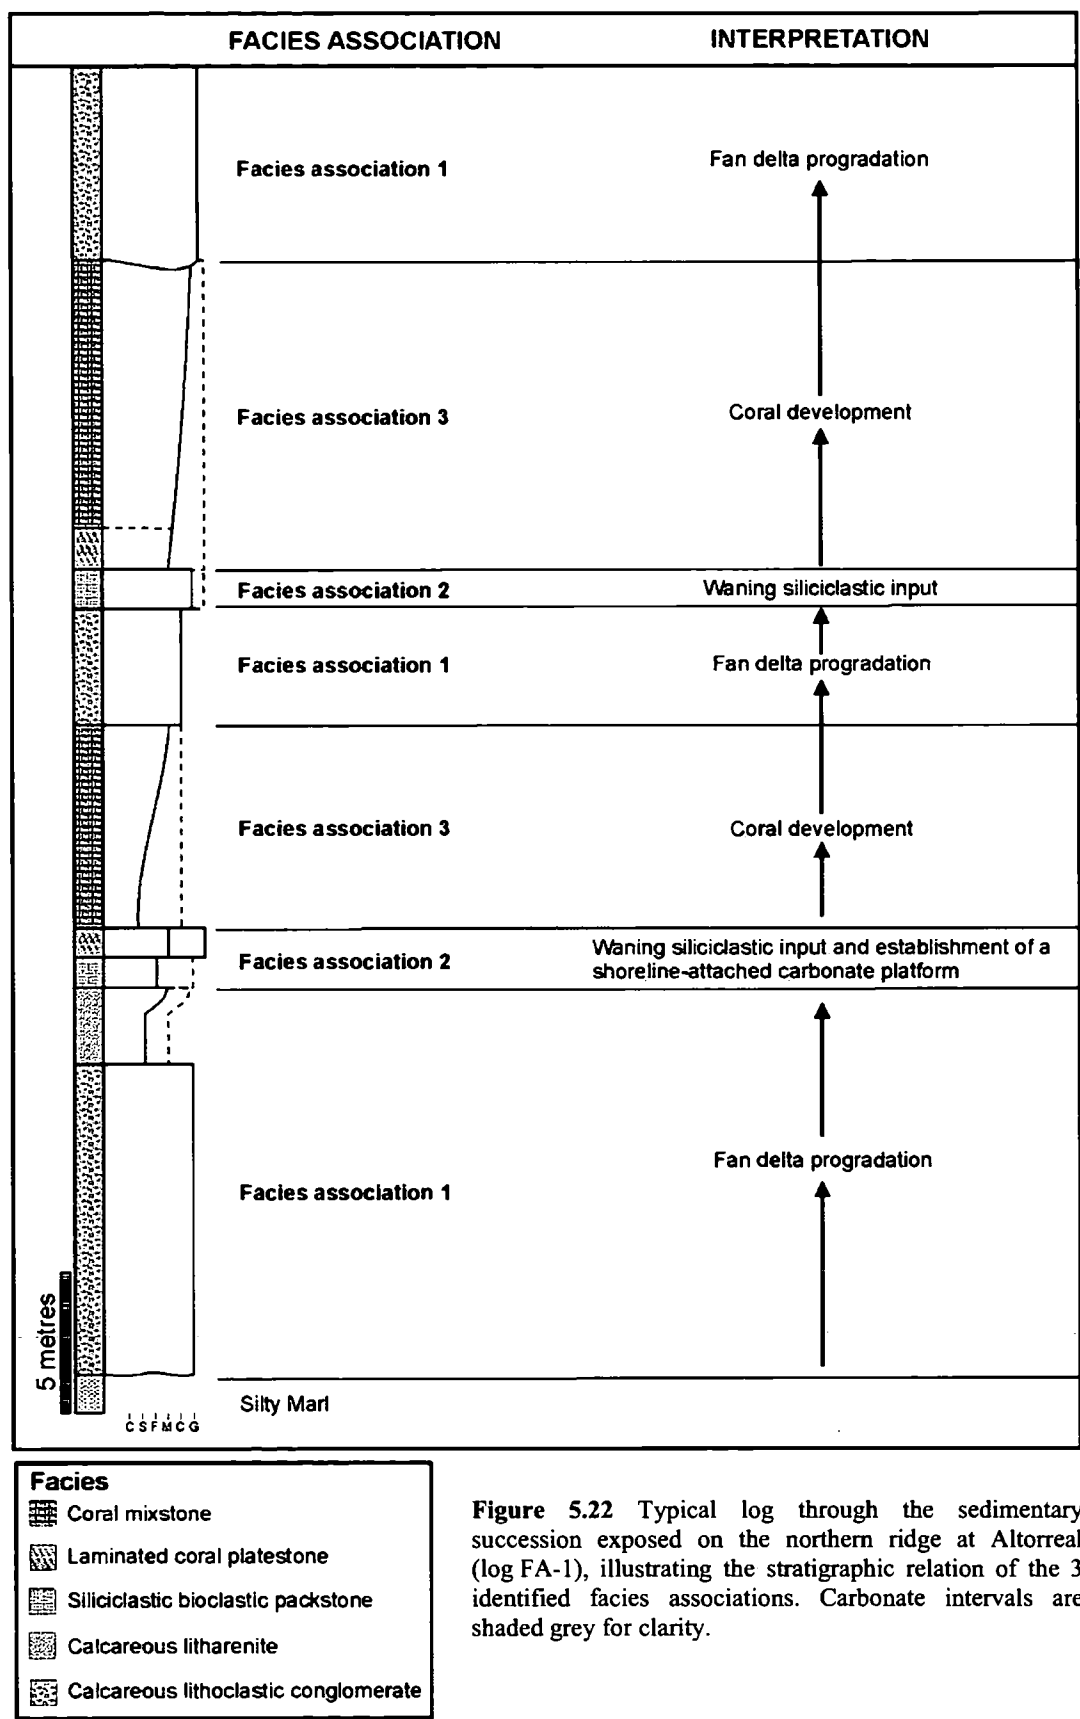 FACIES ASSOCIATION INTERPRETATION
Facies association 1 Fan delta progradation
Facies association 3 Coral development
Facies association 2 Waning siliciclastic input
Facies association 1 Fan delta progradation
Facies association 3 Coral development
Facies association 2 Waning siliciclastic input and establishment of a
shoreline-attached carbonate platform
Facies association 1 Fan delta progradation
5 metres
Silty Marl
C S F M C G
Facies
Coral mixstone
Laminated coral platestone
Siliciclastic bioclastic packstone
Calcareous litharenite
Calcareous lithoclastic conglomerate
Figure 5.22 Typical log through the sedimentary
succession exposed on the northern ridge at Altorreal
(log FA-1), illustrating the stratigraphic relation of the 3
identified facies associations. Carbonate intervals are
shaded grey for clarity.